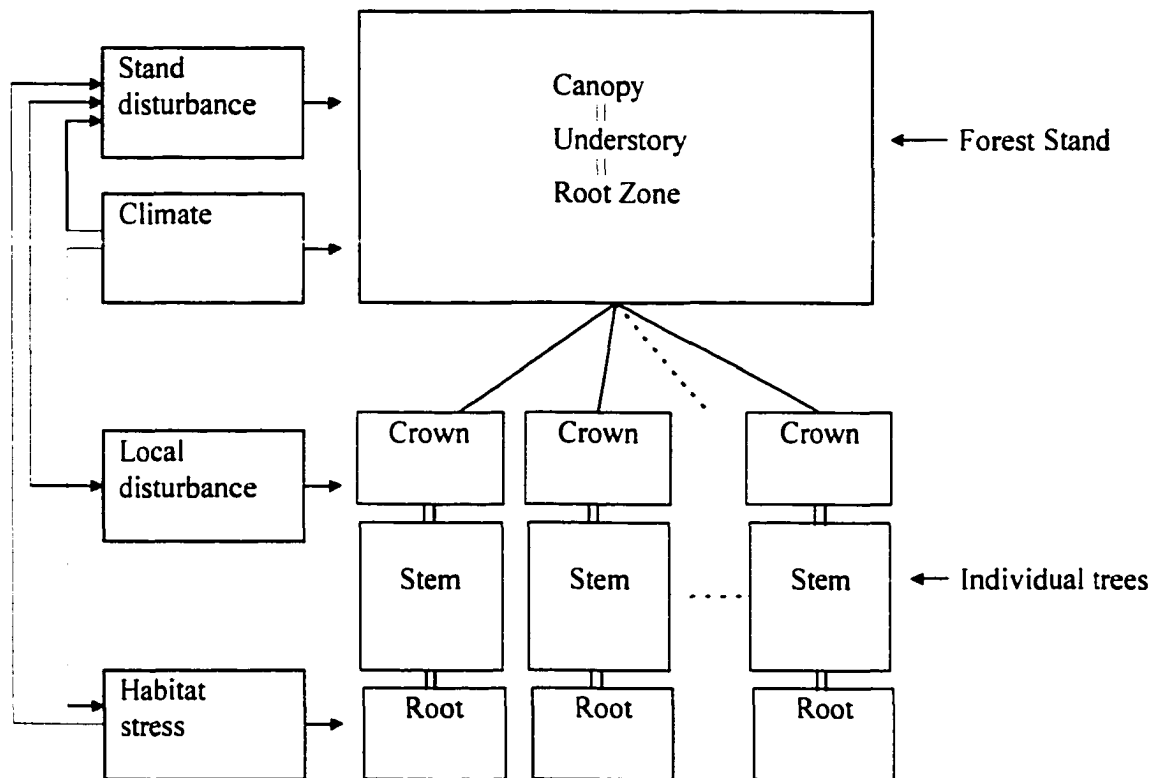 Stand
disturbance
Canopy
Understory
Root Zone
Forest Stand
Climate
Local
disturbance
Crown
Crown
Crown
Stem
Stem
Stem
Individual trees
Habitat
stress
Root
Root
Root